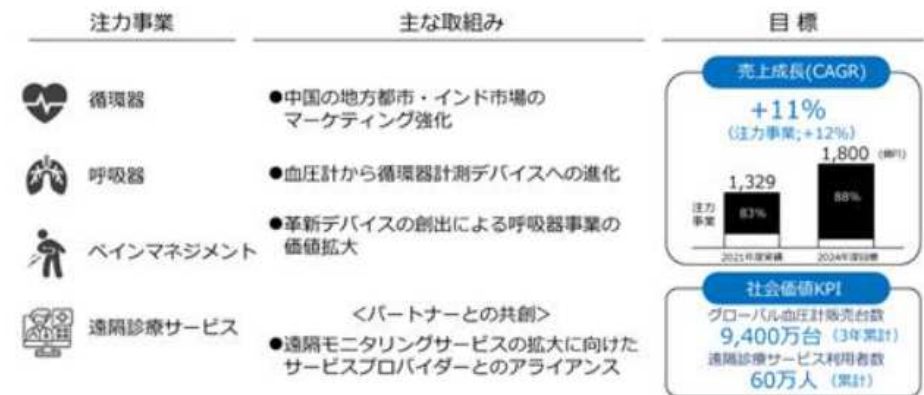 注力事業
主な取組み
目標
循環器
●中国の地方都市・インド市場の
マーケティング強化
呼吸器
●血圧計から循環器計測デバイスへの進化
ペインマネジメント
●革新デバイスの創出による呼吸器事業の
価値拡大
遠隔診療サービス
＜パートナーとの共創＞
●遠隔モニタリングサービスの拡大に向けた
サービスプロバイダーとのアライアンス
売上成長(CAGR)
+11%
(注力事業;+12%)
1,800 (億円)
1,329
注力
事業
83%
88%
2021年度実績
2024年度目標
社会価値KPI
グローバル血圧計販売台数
9,400万台 (3年累計)
遠隔診療サービス利用者数
60万人 (累計)